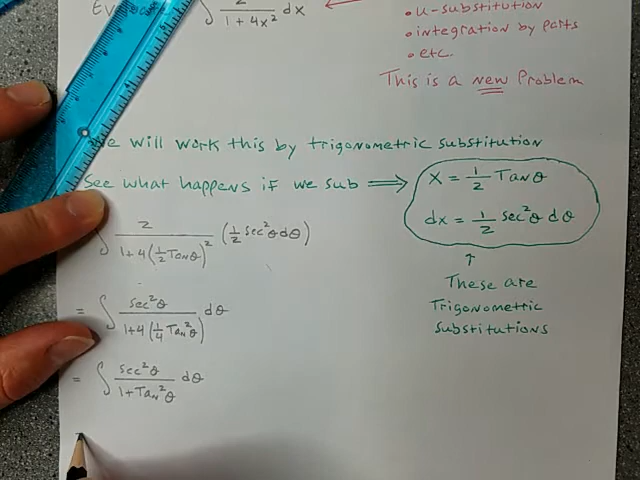 ∫ 2 / (1 + 4x²) dx
• u-substitution
• integration by parts
• etc.
This is a new Problem
will work this by trigonometric substitution
See what happens if we sub ⟹ x = 1/2 Tanθ
dx = 1/2 sec²θ dθ
∫ 2 / (1+4(1/2 Tanθ)²) (1/2 sec²θ dθ)
↑
These are
Trigonometric
substitutions
= ∫ sec²θ / (1+4(1/4 Tan²θ)) dθ
= ∫ sec²θ / (1+Tan²θ) dθ